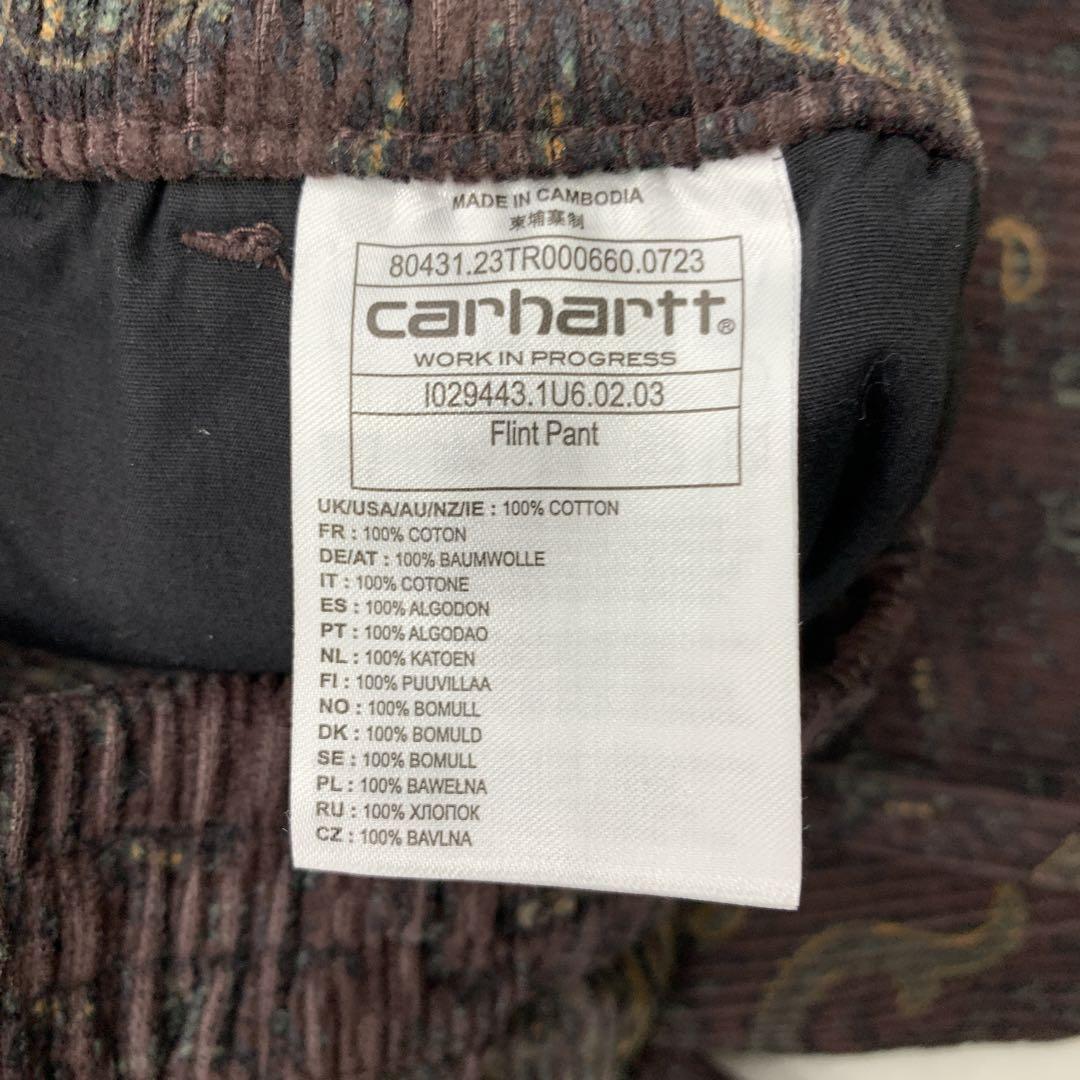 MADE IN CAMBODIA
柬埔寨制
80431.23TR000660.0723
carhartt®
WORK IN PROGRESS
I029443.1U6.02.03
Flint Pant
UK/USA/AU/NZ/IE : 100% COTTON
FR : 100% COTON
DE/AT : 100% BAUMWOLLE
IT : 100% COTONE
ES : 100% ALGODON
PT : 100% ALGODAO
NL : 100% KATOEN
FI : 100% PUUVILLAA
NO : 100% BOMULL
DK : 100% BOMULD
SE : 100% BOMULL
PL : 100% BAWEŁNA
RU : 100% ХЛОПОК
CZ : 100% BAVLNA